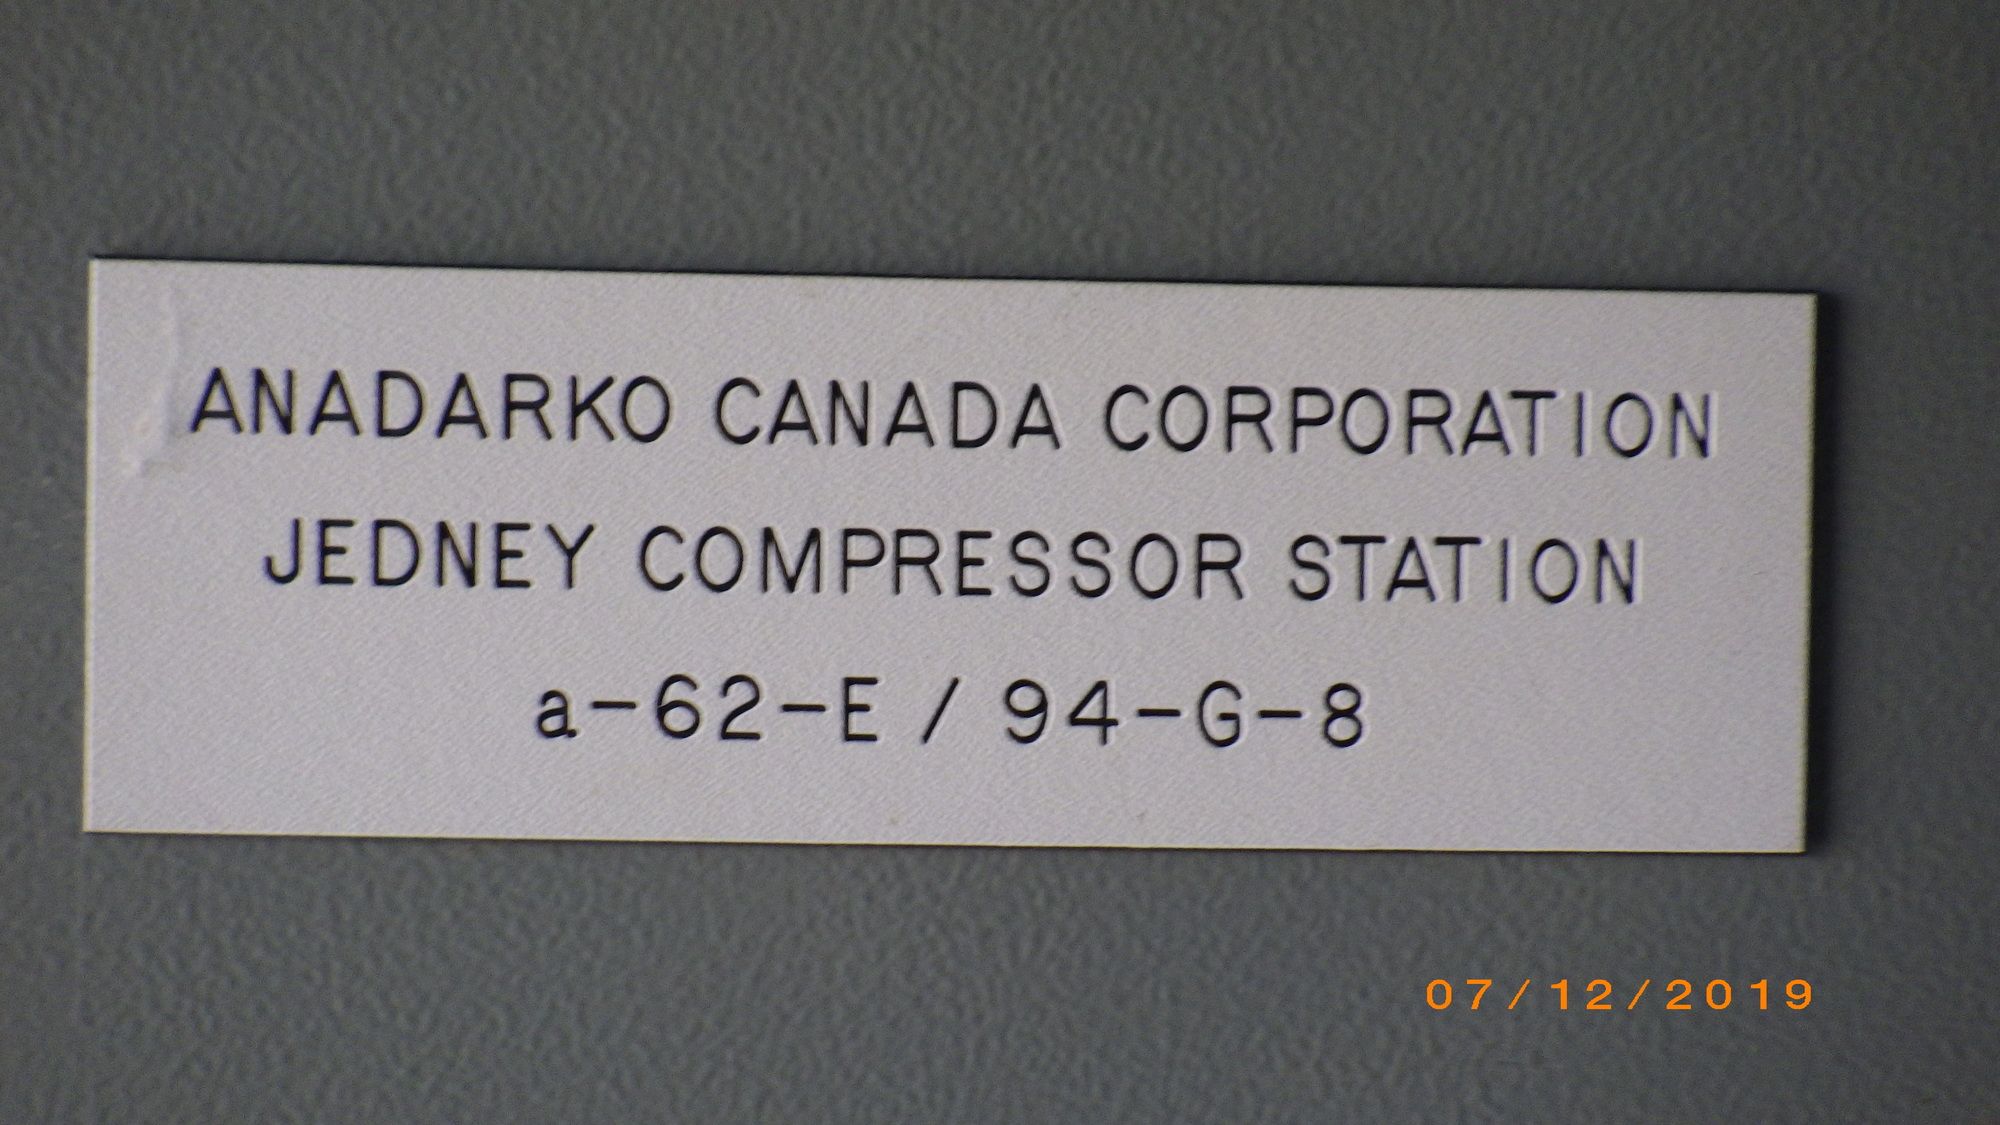 ANADARKO CANADA CORPORATION
JEDNEY COMPRESSOR STATION
a-62-E / 94-G-8
07/12/2019